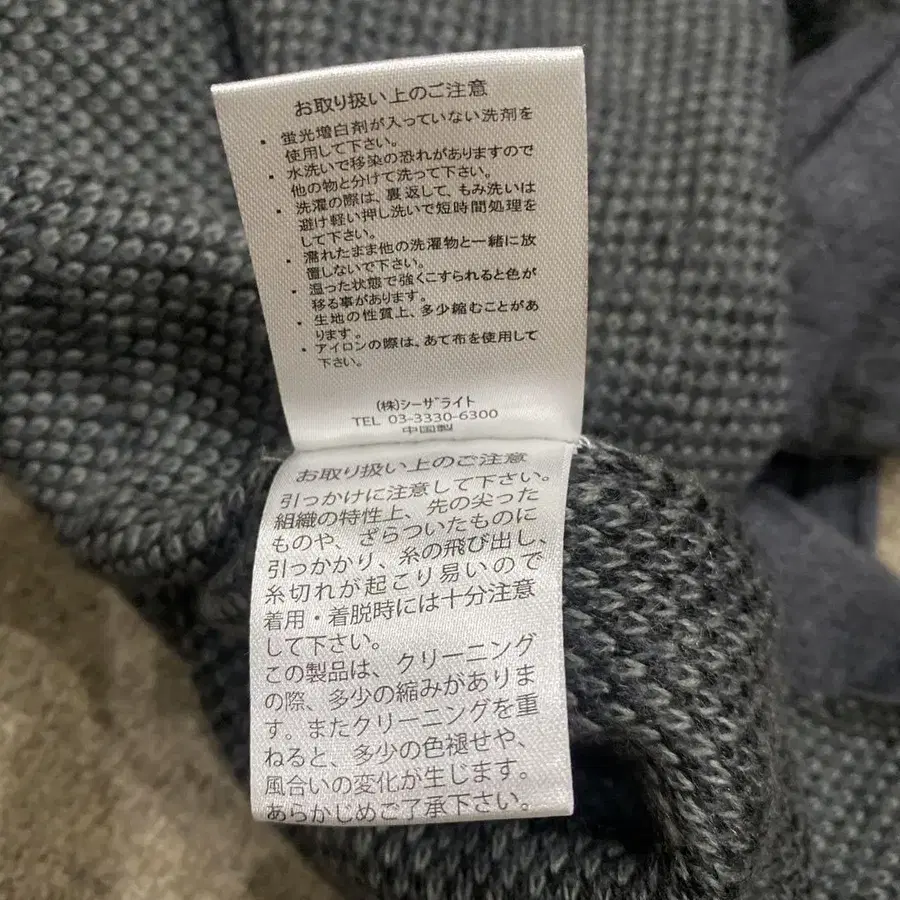 お取り扱い上のご注意
・蛍光増白剤が入っていない洗剤を
使用して下さい。
・水洗いで移染の恐れがありますので
他の物と分けて洗って下さい。
・洗濯の際は、裏返して、もみ洗いは
避け軽い押し洗いで短時間処理を
して下さい。
・濡れたまま他の洗濯物と一緒に放
置しないで下さい。
・湿った状態で強くこすられると色が
移る事があります。
・生地の性質上、多少縮むことがあ
ります。
・アイロンの際は、あて布を使用して
下さい。
(株)シーザライト
TEL 03-3330-6300
中国製
お取り扱い上のご注意
引っかけに注意して下さい。
組織の特性上、先の尖った
ものや、ざらついたものに
引っかかり、糸の飛び出し、
糸切れが起こり易いので
着用・着脱時には十分注意
して下さい。
この製品は、クリーニング
の際、多少の縮みがありま
す。またクリーニングを重
ねると、多少の色褪せや、
風合いの変化が生じます。
あらかじめご了承下さい。